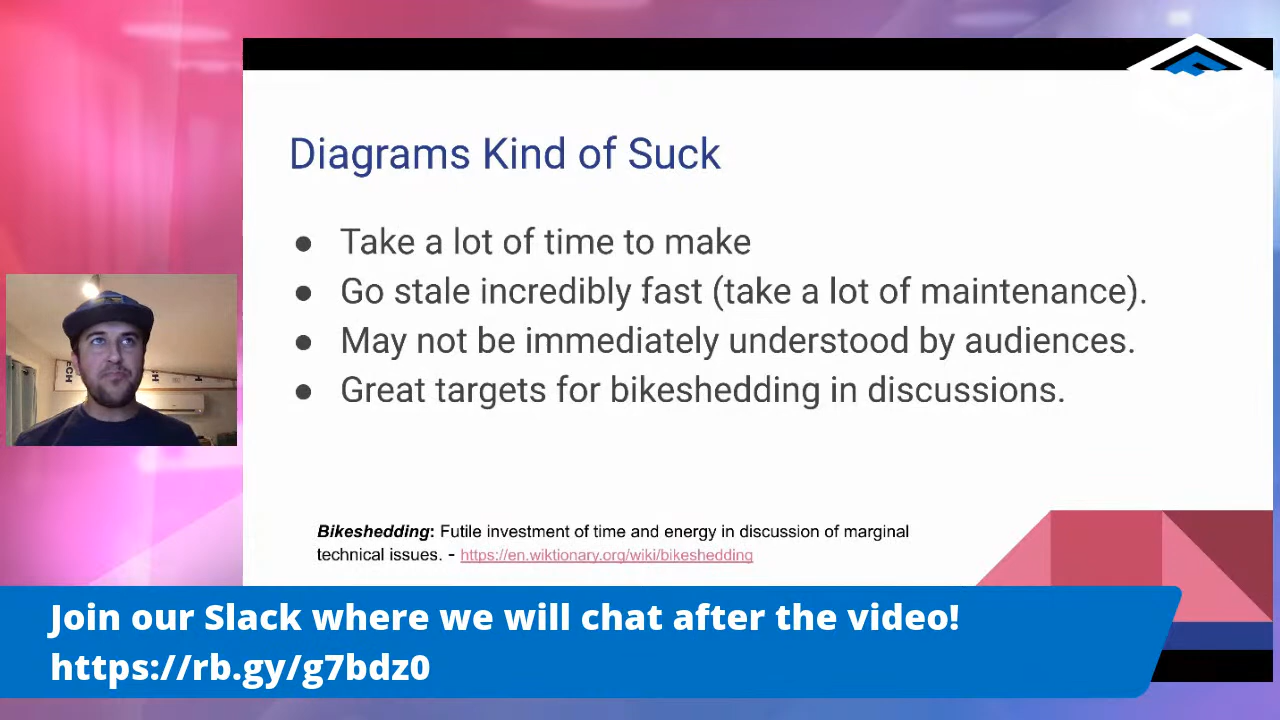 Diagrams Kind of Suck
● Take a lot of time to make
● Go stale incredibly fast (take a lot of maintenance).
● May not be immediately understood by audiences.
● Great targets for bikeshedding in discussions.
Bikeshedding: Futile investment of time and energy in discussion of marginal
technical issues. - https://en.wiktionary.org/wiki/bikeshedding
Join our Slack where we will chat after the video!
https://rb.gy/g7bdz0